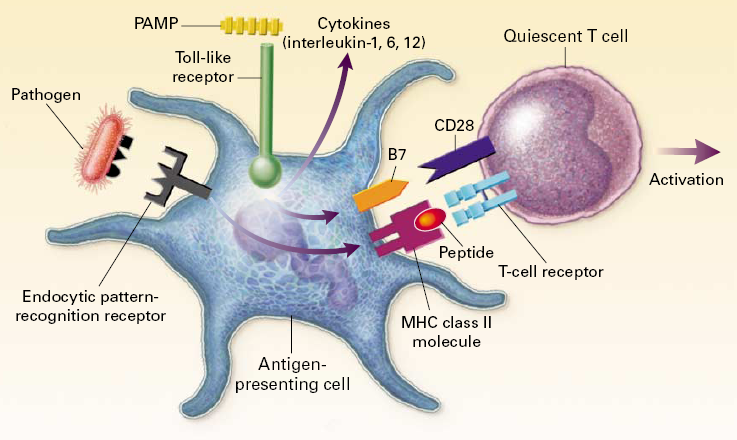 PAMP
Cytokines
(interleukin-1, 6, 12)
Quiescent T cell
Toll-like
receptor
Pathogen
CD28
B7
Activation
Peptide
T-cell receptor
Endocytic pattern-
recognition receptor
MHC class II
molecule
Antigen-
presenting cell